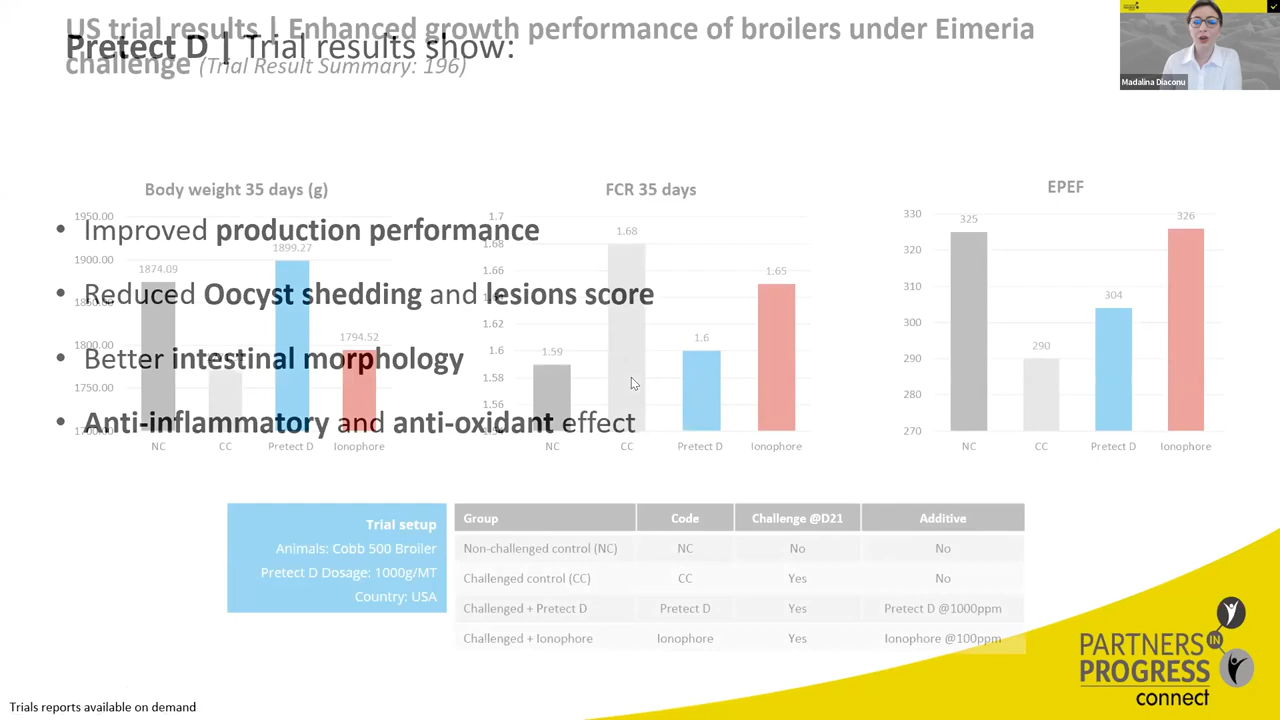 US trial results | Enhanced growth performance of broilers under Eimeria
challenge (Trial Result Summary: 196)
Pretect D | Trial results show:
Madalina Diaconu
• Improved production performance
• Reduced Oocyst shedding and lesions score
• Better intestinal morphology
• Anti-inflammatory and anti-oxidant effect
Body weight 35 days (g)
1950.00
1900.00
1800.00
1750.00
1874.09
1899.27
1794.52
NC CC Pretect D Ionophore
FCR 35 days
1.7
1.68
1.66
1.62
1.6
1.58
1.56
1.59
1.68
1.6
1.65
NC CC Pretect D Ionophore
EPEF
330
320
310
300
290
280
270
325
290
304
326
NC CC Pretect D Ionophore
Trial setup
Animals: Cobb 500 Broiler
Pretect D Dosage: 1000g/MT
Country: USA
Group Code Challenge @D21 Additive
Non-challenged control (NC) NC No No
Challenged control (CC) CC Yes No
Challenged + Pretect D Pretect D Yes Pretect D @1000ppm
Challenged + Ionophore Ionophore Yes Ionophore @100ppm
PARTNERS IN
PROGRESS
connect
Trials reports available on demand